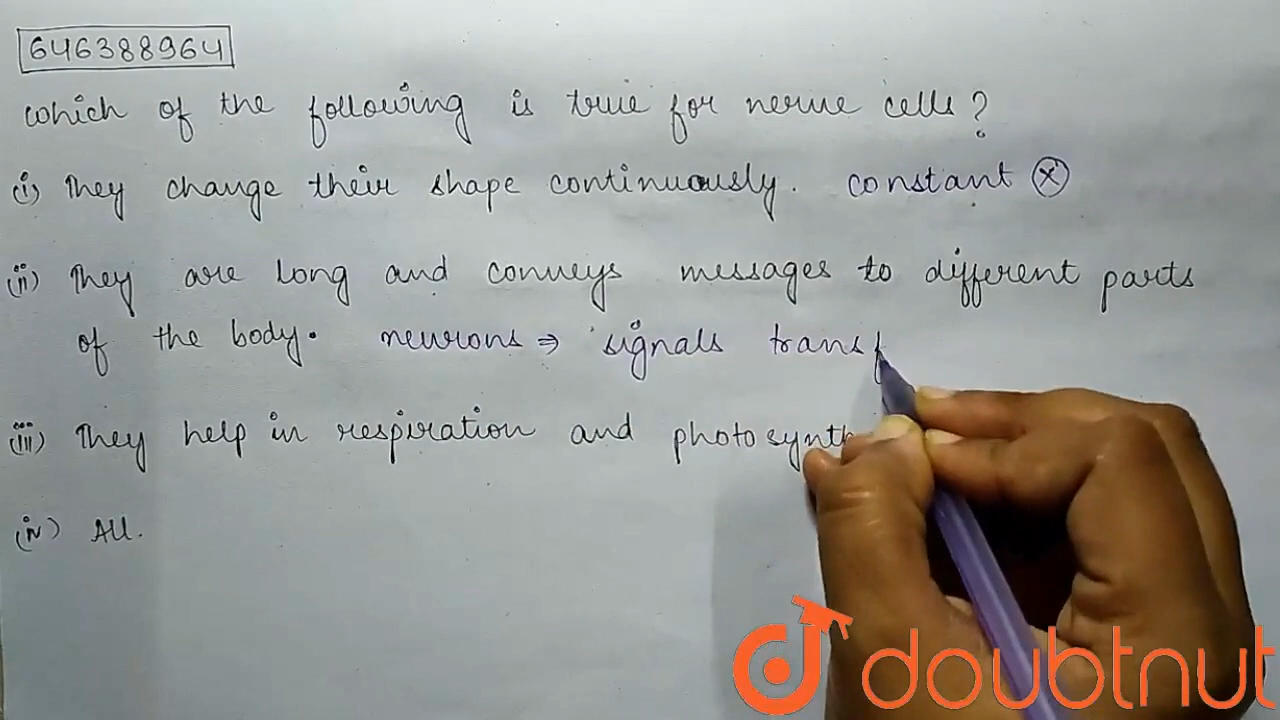 646388964
Which of the following is true for nerve cells?
(i) They change their shape continuously. constant ⓧ
(ii) They are long and conveys messages to different parts
of the body. neurons ⇒ signals transf
(iii) They help in respiration and photosynth
(iv) All.
doubtnut